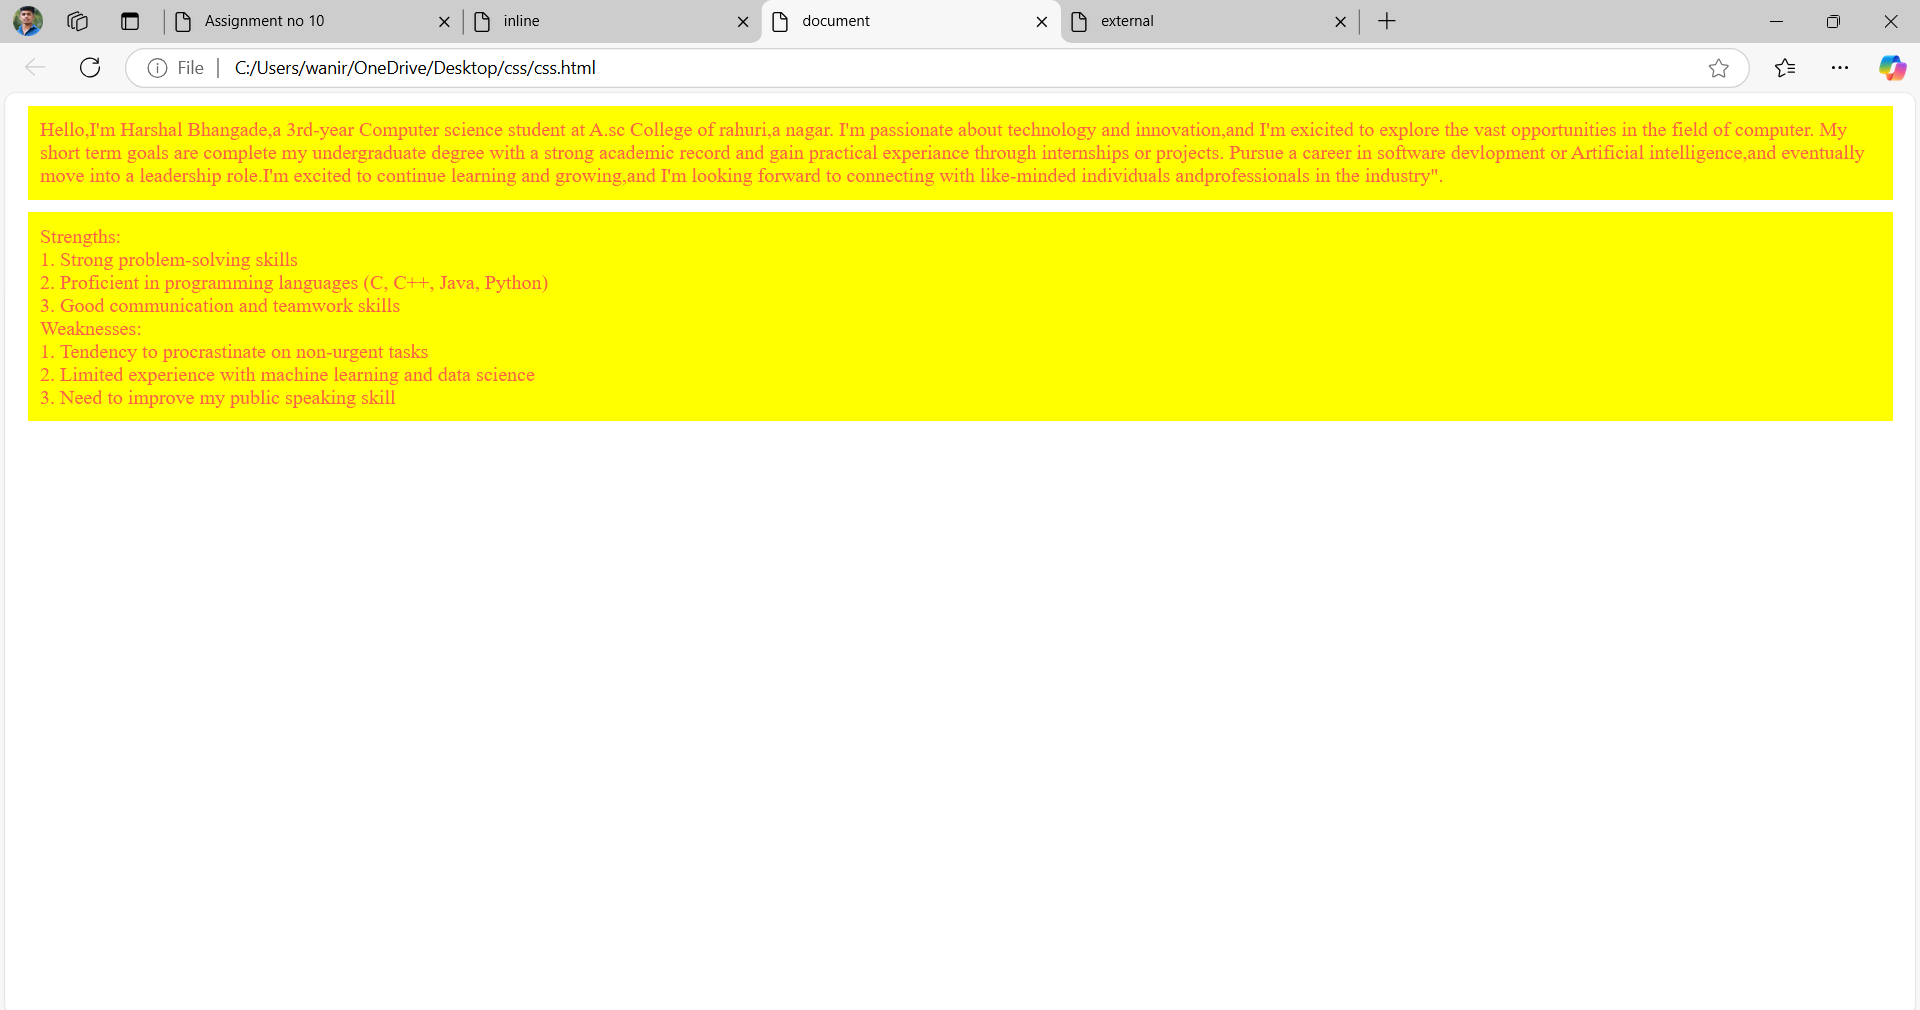 Assignment no 10
inline
document
external
File
C:/Users/wanir/OneDrive/Desktop/css/css.html
Hello,I'm Harshal Bhangade,a 3rd-year Computer science student at A.sc College of rahuri,a nagar. I'm passionate about technology and innovation,and I'm exicited to explore the vast opportunities in the field of computer. My
short term goals are complete my undergraduate degree with a strong academic record and gain practical experiance through internships or projects. Pursue a career in software devlopment or Artificial intelligence,and eventually
move into a leadership role.I'm excited to continue learning and growing,and I'm looking forward to connecting with like-minded individuals andprofessionals in the industry".
Strengths:
1. Strong problem-solving skills
2. Proficient in programming languages (C, C++, Java, Python)
3. Good communication and teamwork skills
Weaknesses:
1. Tendency to procrastinate on non-urgent tasks
2. Limited experience with machine learning and data science
3. Need to improve my public speaking skill